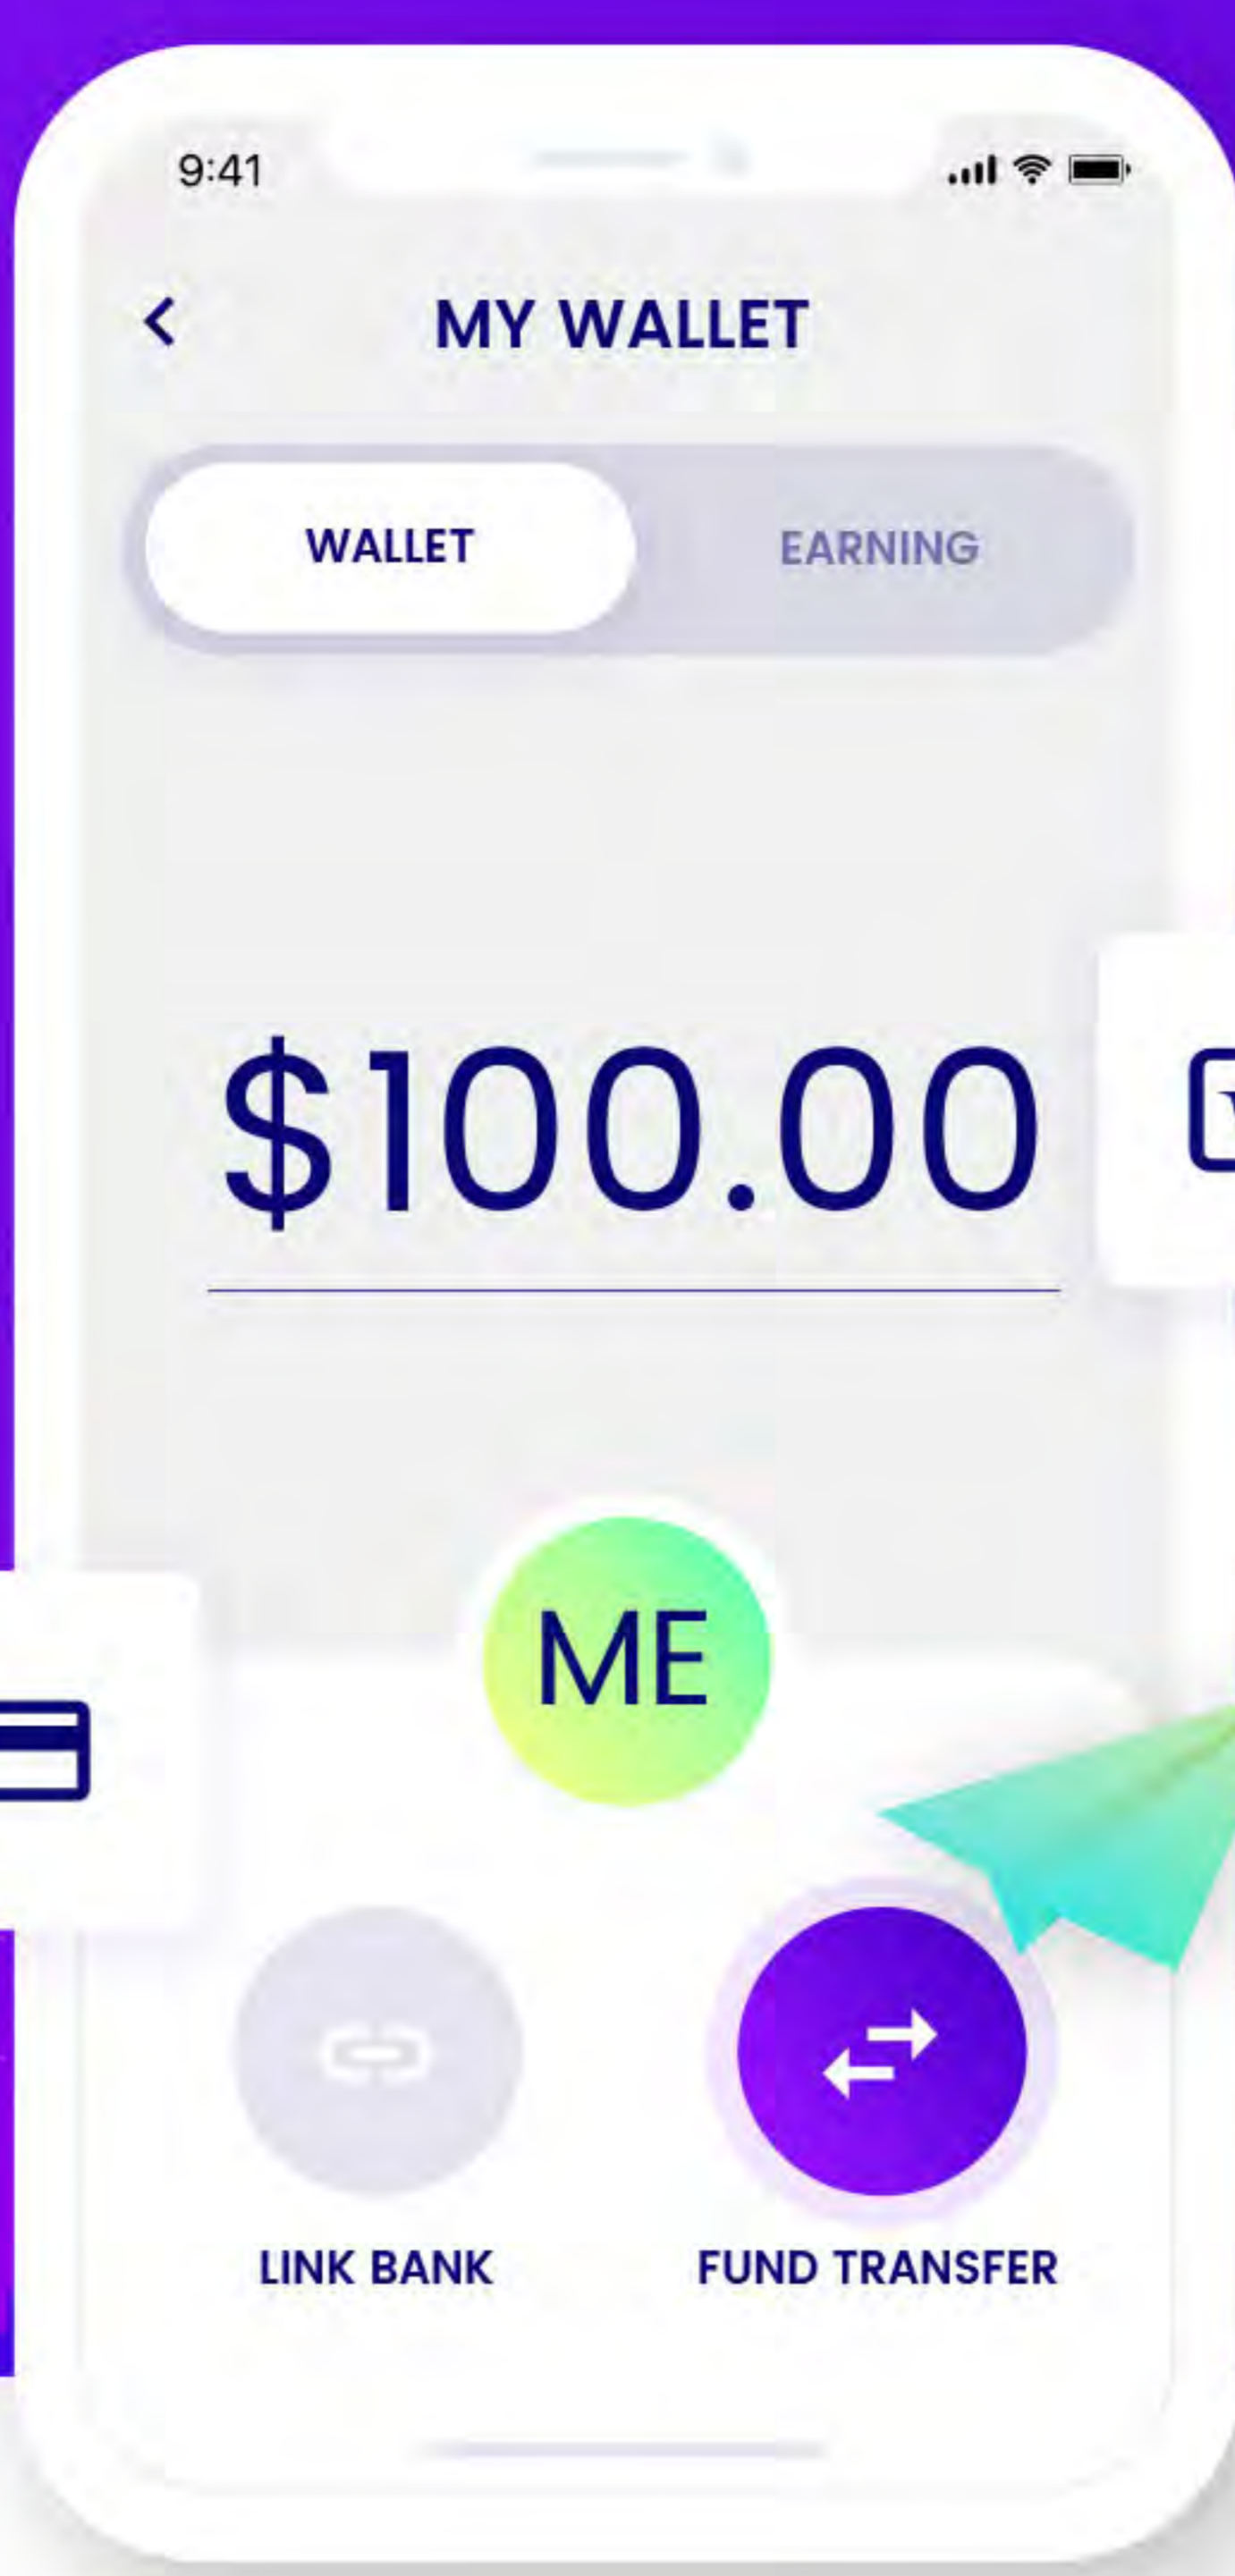 9:41
MY WALLET
WALLET
EARNING
$100.00
ME
LINK BANK
FUND TRANSFER